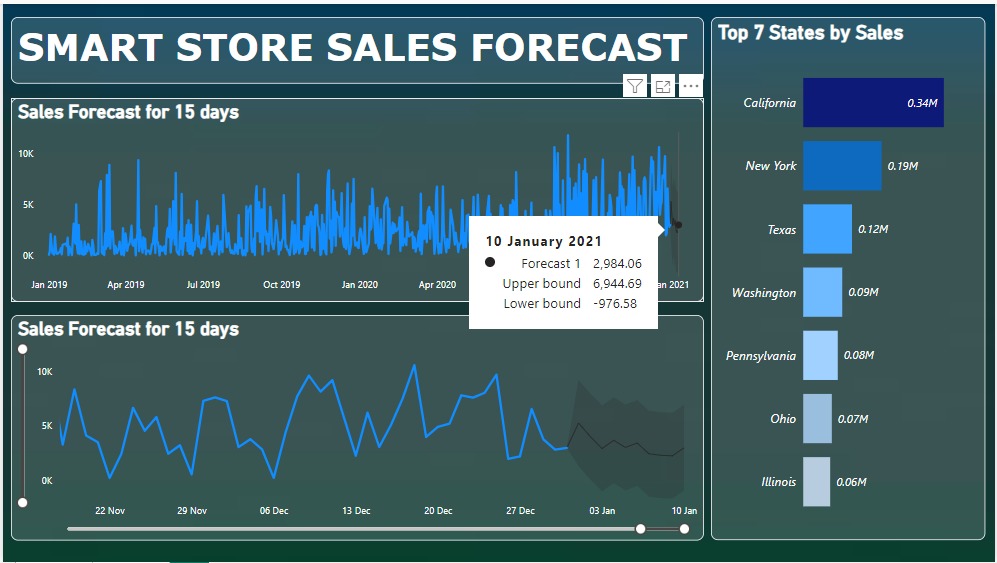 SMART STORE SALES FORECAST
Sales Forecast for 15 days
10K
5K
0K
Jan 2019 Apr 2019 Jul 2019 Oct 2019 Jan 2020 Apr 2020 an 2021
10 January 2021
Forecast 1 2,984.06
Upper bound 6,944.69
Lower bound -976.58
Sales Forecast for 15 days
10K
5K
0K
22 Nov 29 Nov 06 Dec 13 Dec 20 Dec 27 Dec 03 Jan 10 Jan
Top 7 States by Sales
California 0.34M
New York 0.19M
Texas 0.12M
Washington 0.09M
Pennsylvania 0.08M
Ohio 0.07M
Illinois 0.06M